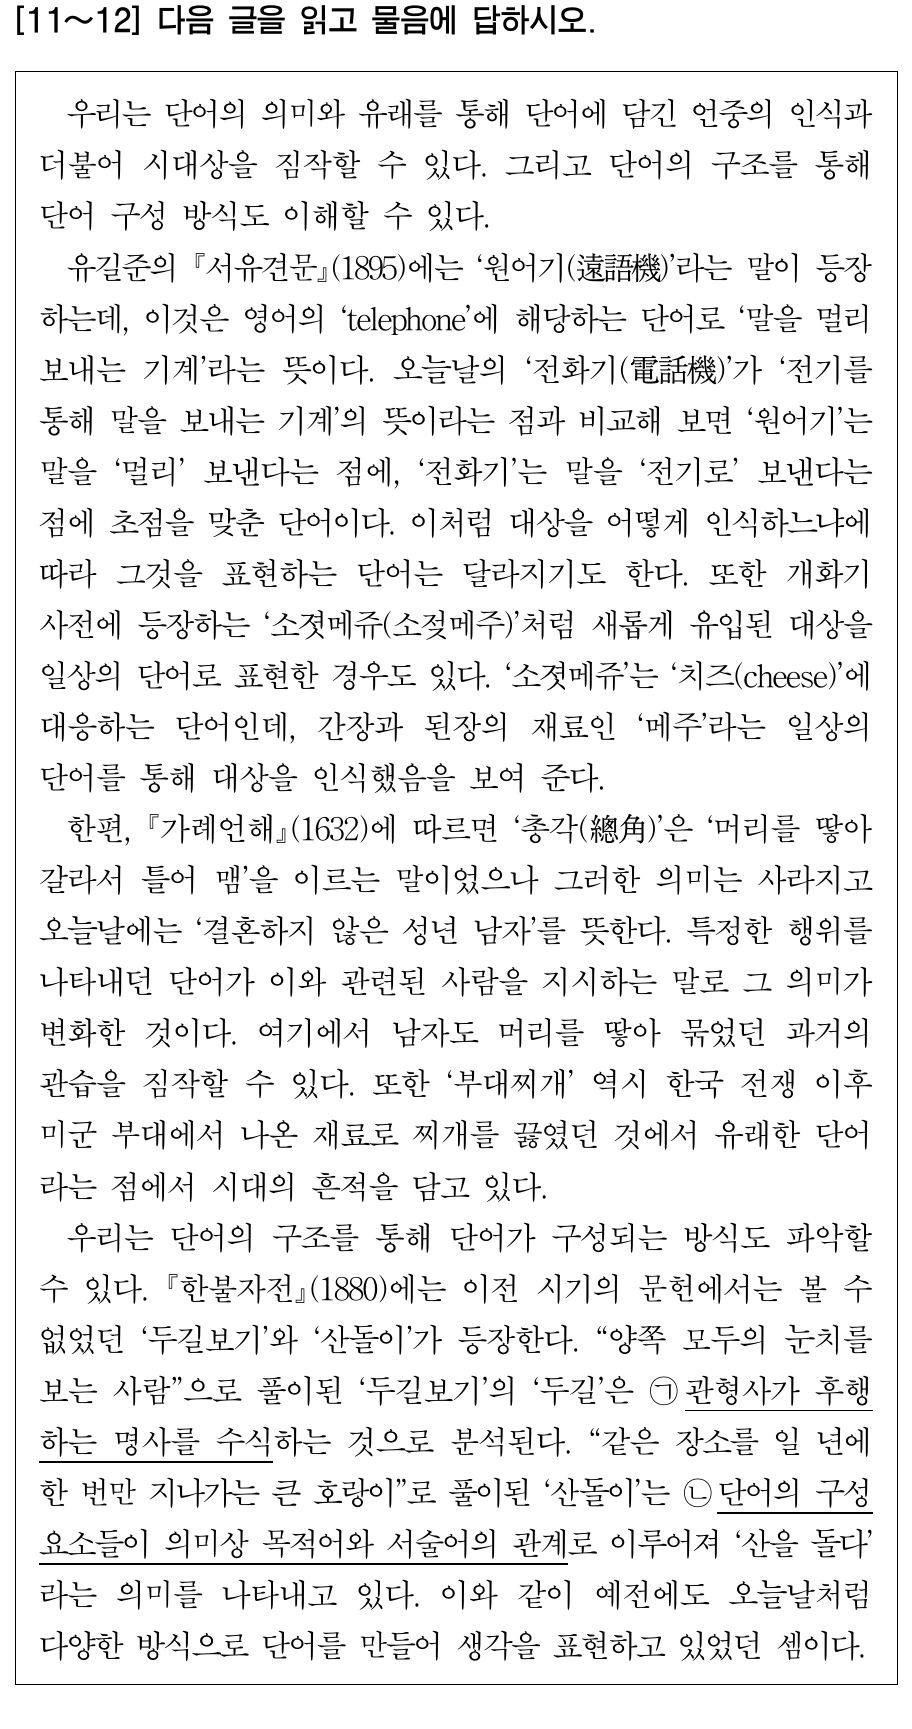 [11～12] 다음 글을 읽고 물음에 답하시오.
우리는 단어의 의미와 유래를 통해 단어에 담긴 언중의 인식과
더불어 시대상을 짐작할 수 있다. 그리고 단어의 구조를 통해
단어 구성 방식도 이해할 수 있다.
유길준의 『서유견문』(1895)에는 ‘원어기(遠語機)’라는 말이 등장
하는데, 이것은 영어의 ‘telephone’에 해당하는 단어로 ‘말을 멀리
보내는 기계’라는 뜻이다. 오늘날의 ‘전화기(電話機)’가 ‘전기를
통해 말을 보내는 기계’의 뜻이라는 점과 비교해 보면 ‘원어기’는
말을 ‘멀리’ 보낸다는 점에, ‘전화기’는 말을 ‘전기로’ 보낸다는
점에 초점을 맞춘 단어이다. 이처럼 대상을 어떻게 인식하느냐에
따라 그것을 표현하는 단어는 달라지기도 한다. 또한 개화기
사전에 등장하는 ‘소졋메쥬(소젖메주)’처럼 새롭게 유입된 대상을
일상의 단어로 표현한 경우도 있다. ‘소졋메쥬’는 ‘치즈(cheese)’에
대응하는 단어인데, 간장과 된장의 재료인 ‘메주’라는 일상의
단어를 통해 대상을 인식했음을 보여 준다.
한편, 『가례언해』(1632)에 따르면 ‘총각(總角)’은 ‘머리를 땋아
갈라서 틀어 맴’을 이르는 말이었으나 그러한 의미는 사라지고
오늘날에는 ‘결혼하지 않은 성년 남자’를 뜻한다. 특정한 행위를
나타내던 단어가 이와 관련된 사람을 지시하는 말로 그 의미가
변화한 것이다. 여기에서 남자도 머리를 땋아 묶었던 과거의
관습을 짐작할 수 있다. 또한 ‘부대찌개’ 역시 한국 전쟁 이후
미군 부대에서 나온 재료로 찌개를 끓였던 것에서 유래한 단어
라는 점에서 시대의 흔적을 담고 있다.
우리는 단어의 구조를 통해 단어가 구성되는 방식도 파악할
수 있다. 『한불자전』(1880)에는 이전 시기의 문헌에서는 볼 수
없었던 ‘두길보기’와 ‘산돌이’가 등장한다. “양쪽 모두의 눈치를
보는 사람”으로 풀이된 ‘두길보기’의 ‘두길’은 ㉠관형사가 후행
하는 명사를 수식하는 것으로 분석된다. “같은 장소를 일 년에
한 번만 지나가는 큰 호랑이”로 풀이된 ‘산돌이’는 ㉡단어의 구성
요소들이 의미상 목적어와 서술어의 관계로 이루어져 ‘산을 돌다’
라는 의미를 나타내고 있다. 이와 같이 예전에도 오늘날처럼
다양한 방식으로 단어를 만들어 생각을 표현하고 있었던 셈이다.